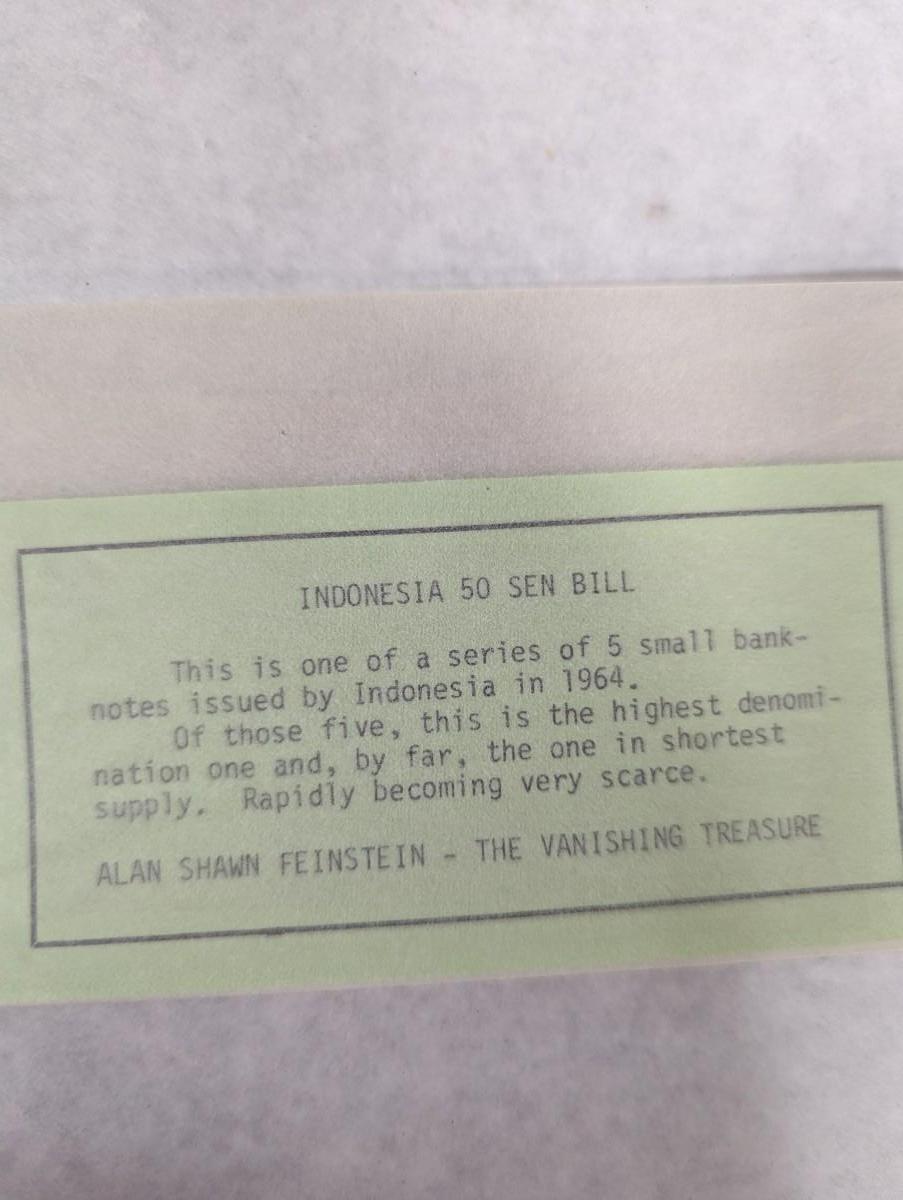 INDONESIA 50 SEN BILL
This is one of a series of 5 small bank-
notes issued by Indonesia in 1964.
Of those five, this is the highest denomi-
nation one and, by far, the one in shortest
supply. Rapidly becoming very scarce.
ALAN SHAWN FEINSTEIN - THE VANISHING TREASURE